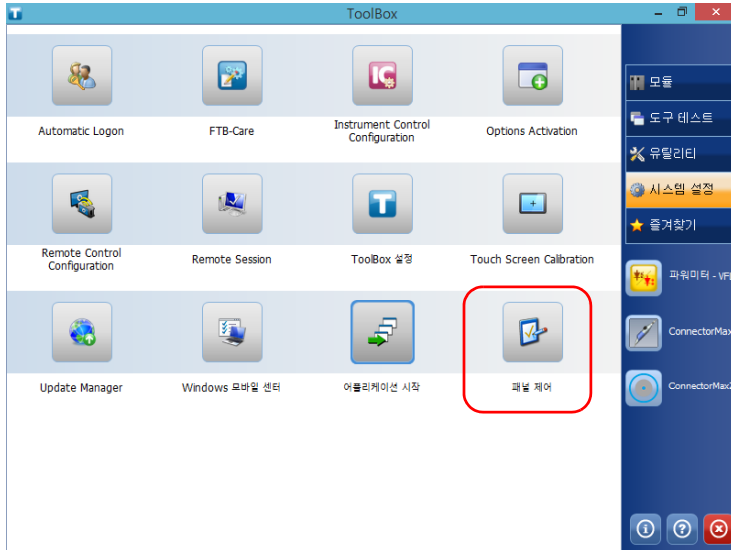 ToolBox
Automatic Logon
FTB-Care
Instrument Control
Configuration
Options Activation
Remote Control
Configuration
Remote Session
ToolBox 설정
Touch Screen Calibration
Update Manager
Windows 모바일 센터
어플리케이션 시작
패널 제어
모듈
도구 테스트
유틸리티
시스템 설정
즐겨찾기
파워미터 - VF
ConnectorMax
ConnectorMax2